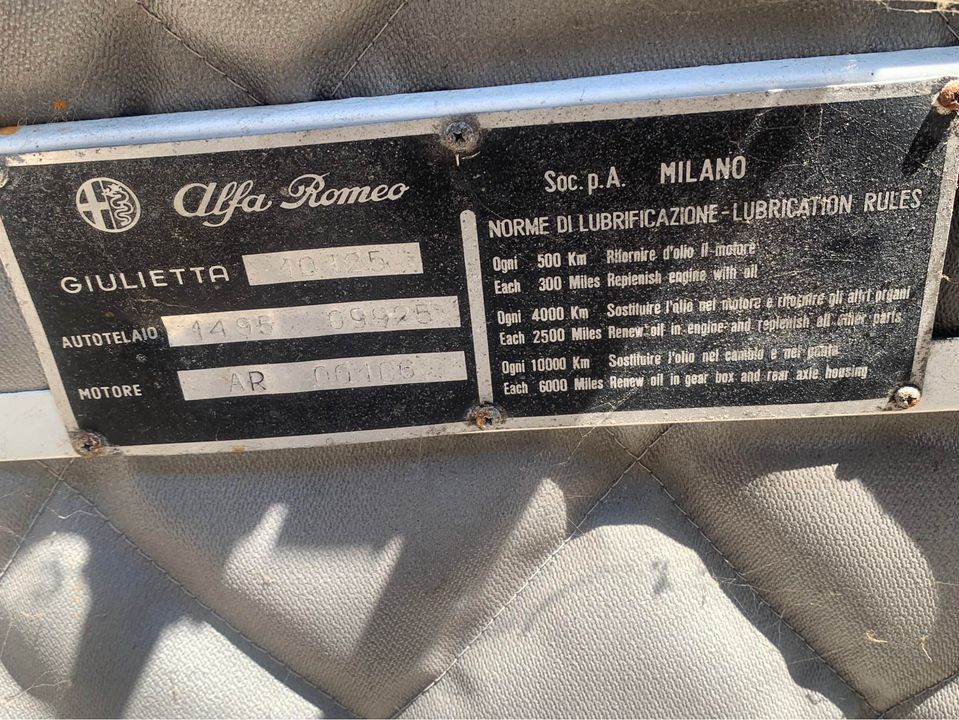 Alfa Romeo
GIULIETTA 10125
AUTOTELAIO 1495 09925
MOTORE AR 00106
Soc. p.A. MILANO
NORME DI LUBRIFICAZIONE-LUBRICATION RULES
Ogni 500 Km Rifornire d'olio il motore
Each 300 Miles Replenish engine with oil
Ogni 4000 Km Sostituire l'olio nel motore e rifornire gli altri organi
Each 2500 Miles Renew oil in engine and replenish all other parts
Ogni 10000 Km Sostituire l'olio nel cambio e nel ponte
Each 6000 Miles Renew oil in gear box and rear axle housing